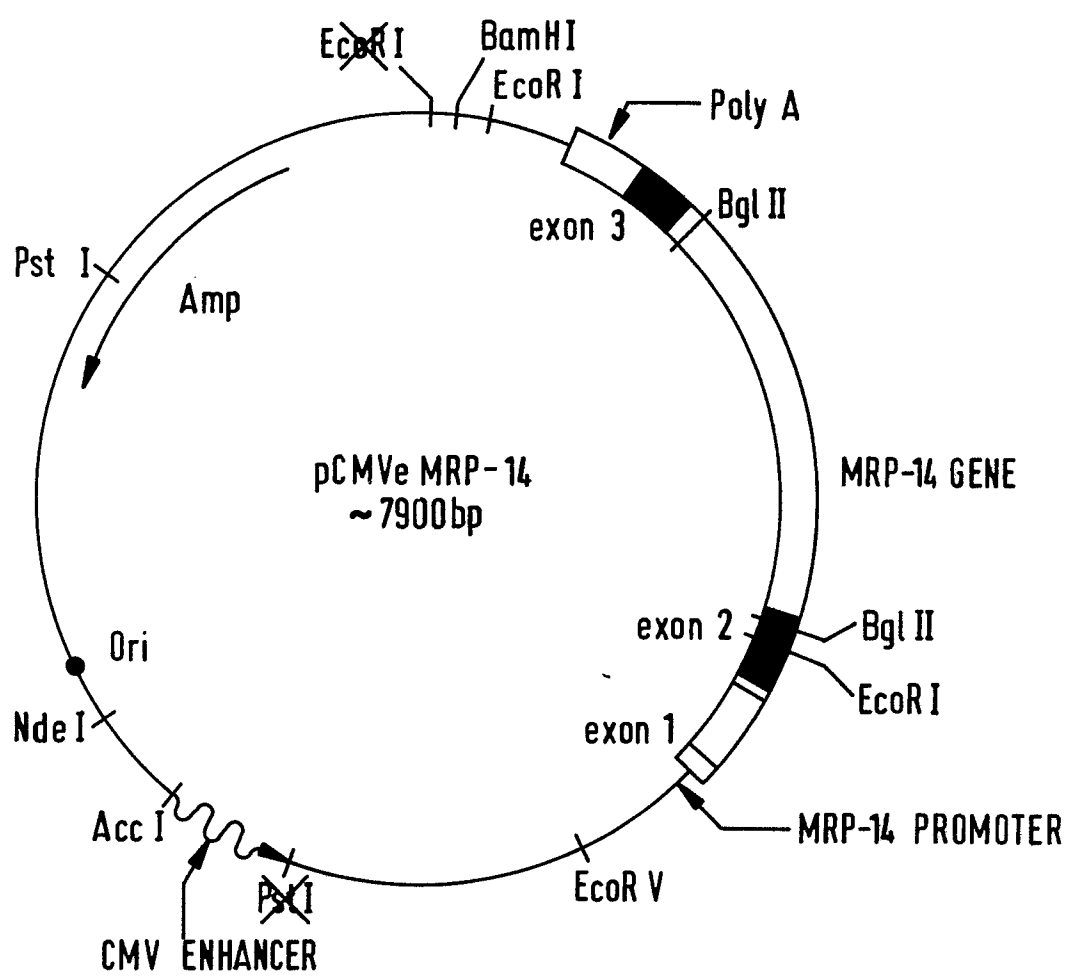 EcoR I
BamH I
EcoR I
Poly A
Bgl II
exon 3
Pst I
Amp
pCMVe MRP-14
~ 7900bp
MRP-14 GENE
exon 2
Bgl II
Ori
EcoR I
Nde I
exon 1
Acc I
MRP-14 PROMOTER
Pst I
EcoR V
CMV ENHANCER